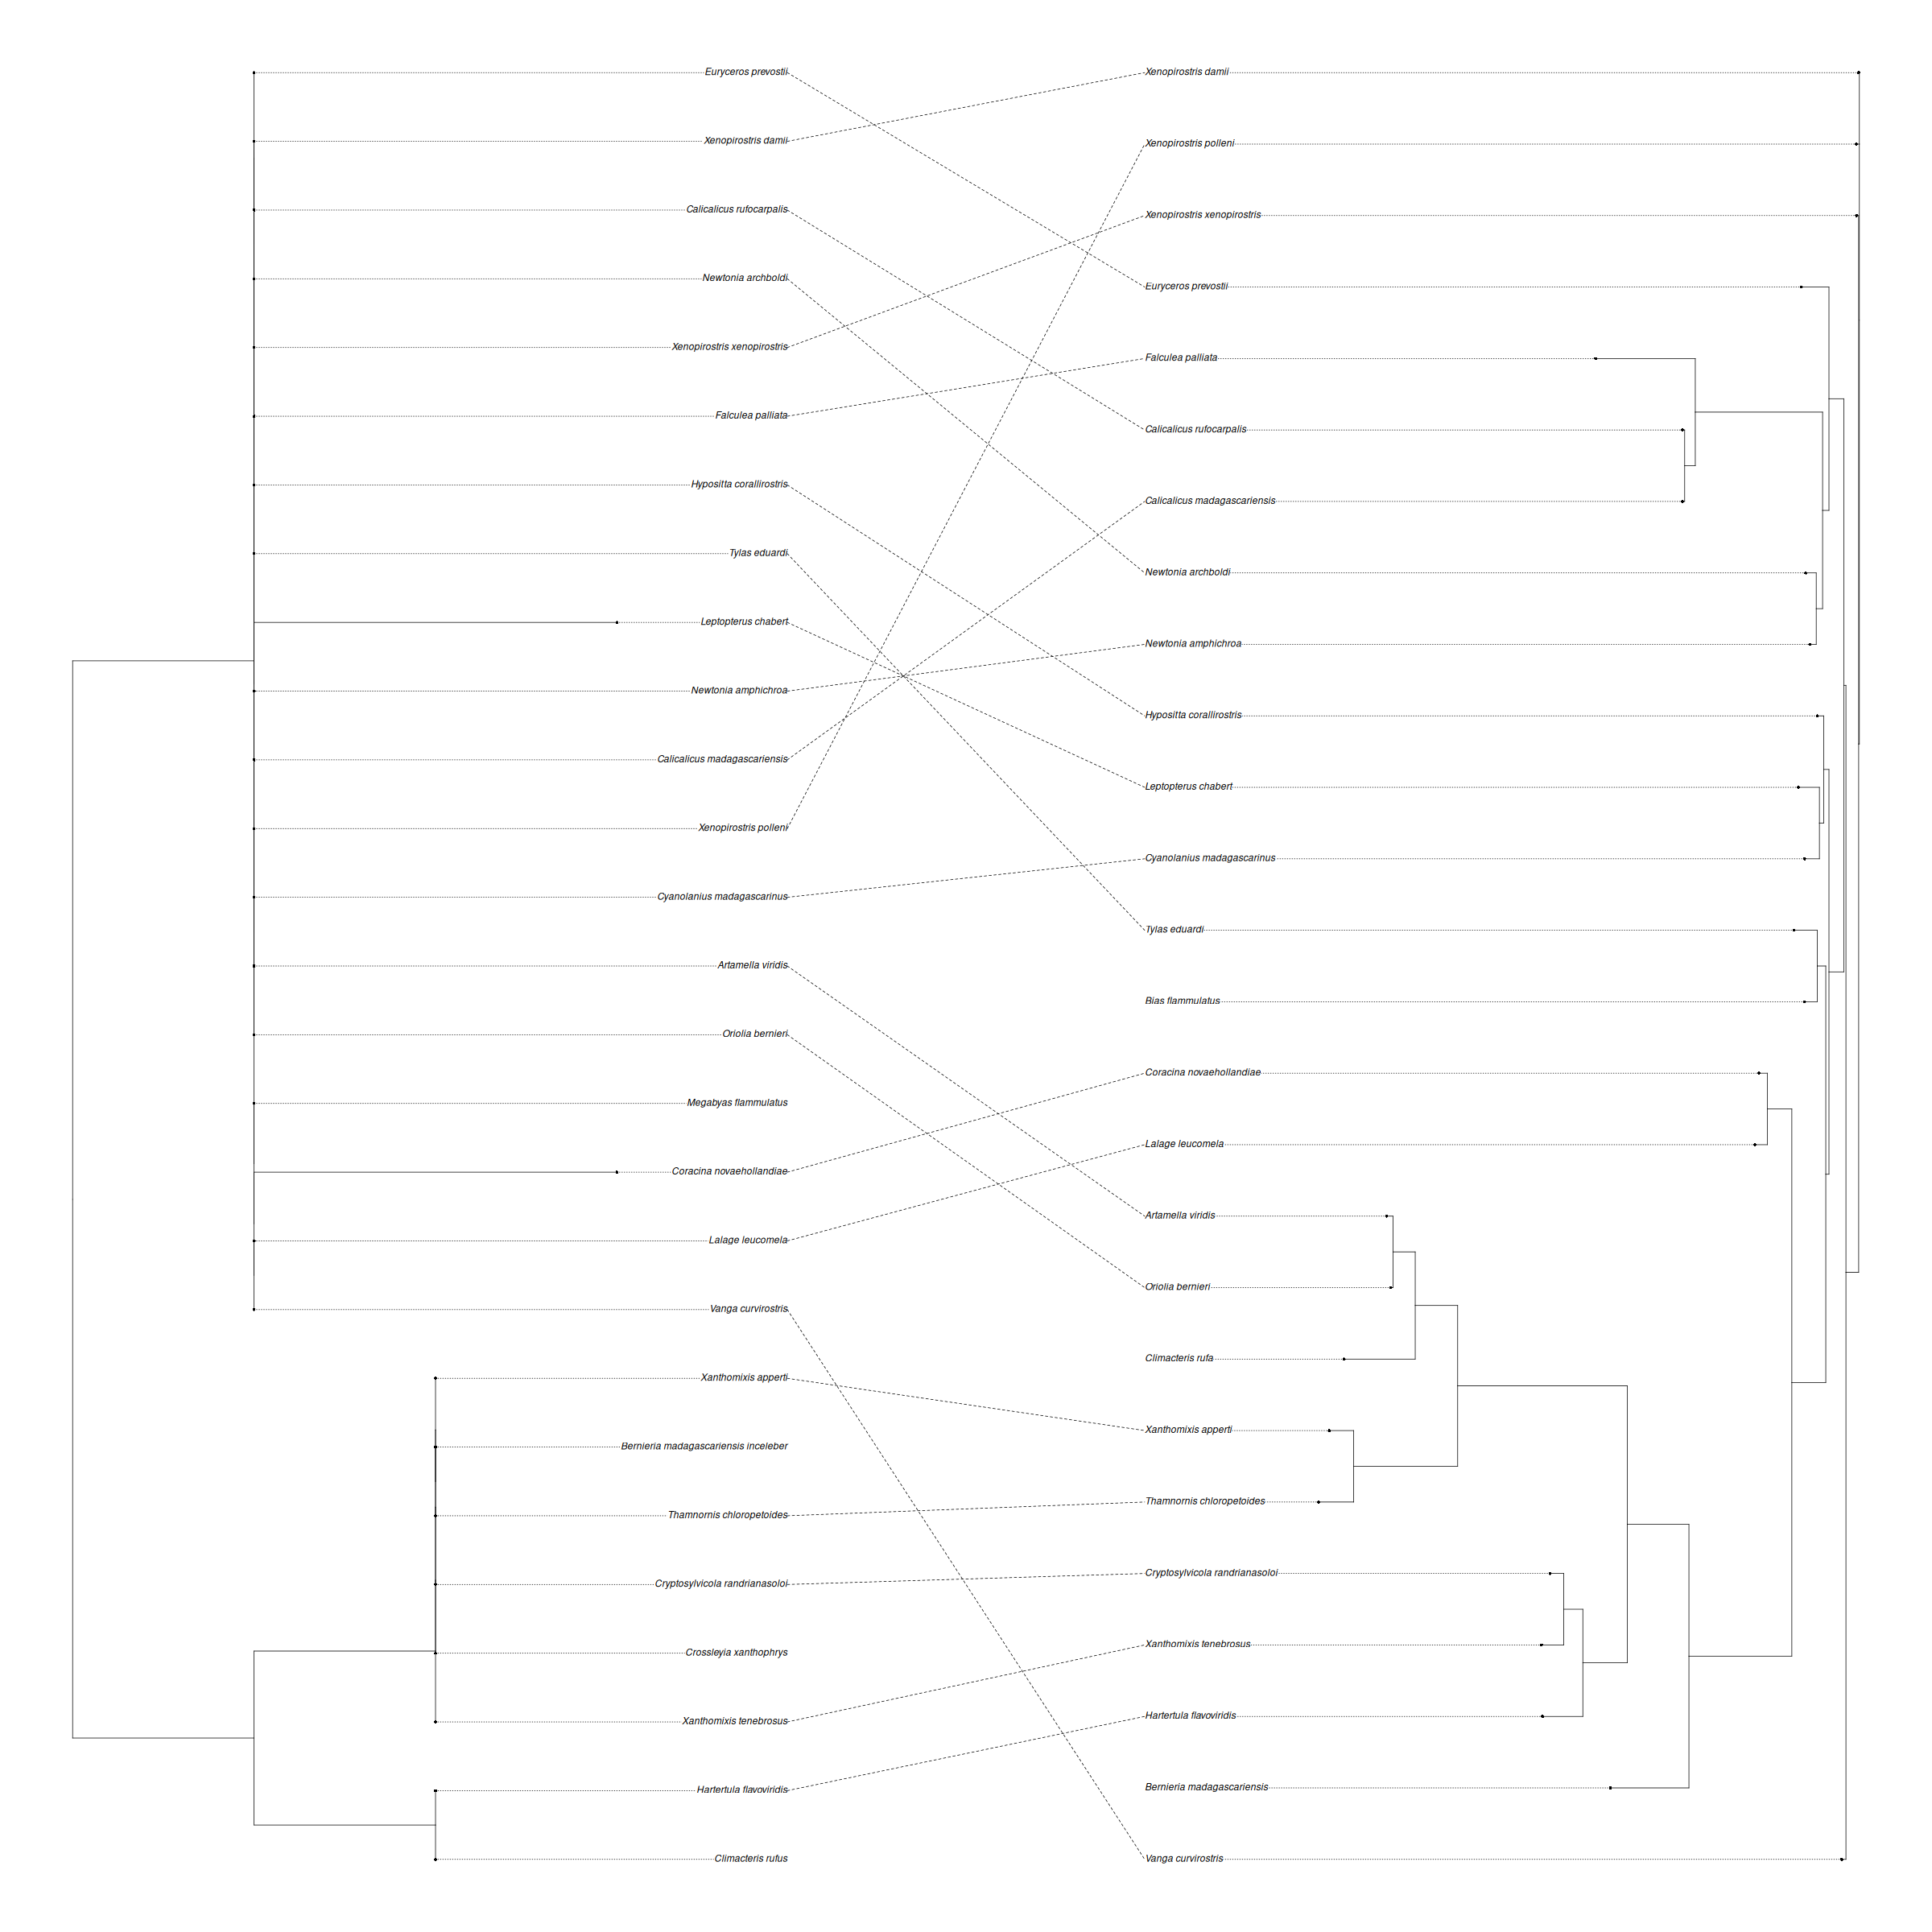 Euryceros prevostii
Xenopirostris damii
Calicalicus rufocarpalis
Newtonia archboldi
Xenopirostris xenopirostris
Falculea palliata
Hypositta corallirostris
Tylas eduardi
Leptopterus chabert
Newtonia amphichroa
Calicalicus madagascariensis
Xenopirostris polleni
Cyanolanius madagascarinus
Artamella viridis
Oriolia bernieri
Megabyas flammulatus
Coracina novaehollandiae
Lalage leucomela
Vanga curvirostris
Xanthomixis apperti
Bernieria madagascariensis inceleber
Thamnornis chloropetoides
Cryptosylvicola randrianasoloi
Crossleyia xanthophrys
Xanthomixis tenebrosus
Hartertula flavoviridis
Climacteris rufus
Xenopirostris damii
Xenopirostris polleni
Xenopirostris xenopirostris
Euryceros prevostii
Falculea palliata
Calicalicus rufocarpalis
Calicalicus madagascariensis
Newtonia archboldi
Newtonia amphichroa
Hypositta corallirostris
Leptopterus chabert
Cyanolanius madagascarinus
Tylas eduardi
Bias flammulatus
Coracina novaehollandiae
Lalage leucomela
Artamella viridis
Oriolia bernieri
Climacteris rufa
Xanthomixis apperti
Thamnornis chloropetoides
Cryptosylvicola randrianasoloi
Xanthomixis tenebrosus
Hartertula flavoviridis
Bernieria madagascariensis
Vanga curvirostris